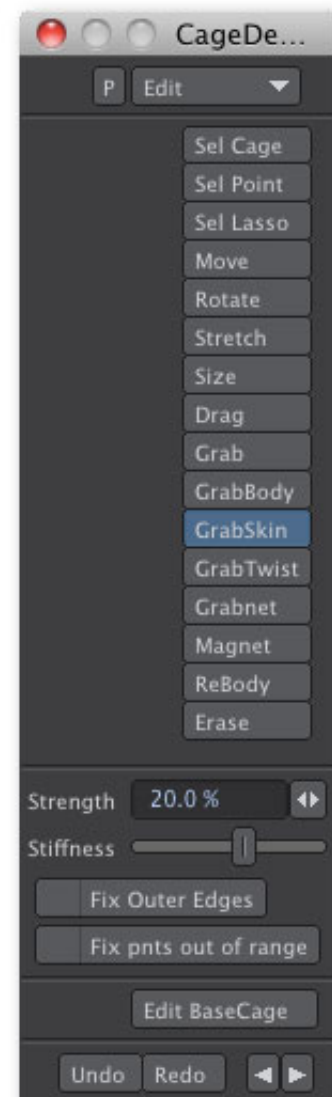 CageDe...
P Edit
Sel Cage
Sel Point
Sel Lasso
Move
Rotate
Stretch
Size
Drag
Grab
GrabBody
GrabSkin
GrabTwist
Grabnet
Magnet
ReBody
Erase
Strength 20.0 %
Stiffness
Fix Outer Edges
Fix pnts out of range
Edit BaseCage
Undo Redo